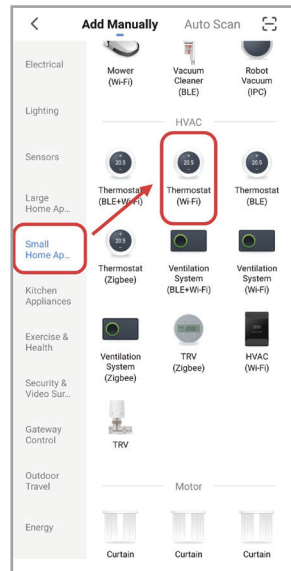 Add Manually Auto Scan
Electrical
Lighting
Sensors
Large
Home Ap...
Small
Home Ap...
Kitchen
Appliances
Exercise &
Health
Security &
Video Sur...
Gateway
Control
Outdoor
Travel
Energy
Mower
(Wi-Fi)
Vacuum
Cleaner
(BLE)
Robot
Vacuum
(IPC)
HVAC
20.5
Thermostat
(BLE+Wi-Fi)
20.5
Thermostat
(Wi-Fi)
20.5
Thermostat
(BLE)
20.5
Thermostat
(Zigbee)
Ventilation
System
(BLE+Wi-Fi)
Ventilation
System
(Wi-Fi)
Ventilation
System
(Zigbee)
TRV
(Zigbee)
HVAC
(Wi-Fi)
TRV
Motor
Curtain
Curtain
Curtain